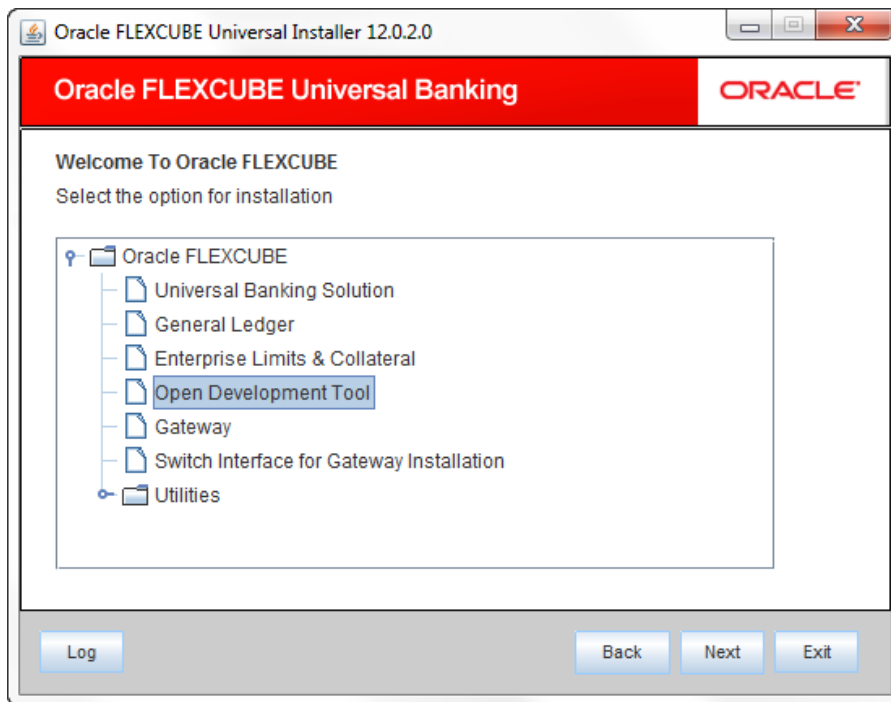 Oracle FLEXCUBE Universal Installer 12.0.2.0
Oracle FLEXCUBE Universal Banking
ORACLE
Welcome To Oracle FLEXCUBE
Select the option for installation
Oracle FLEXCUBE
Universal Banking Solution
General Ledger
Enterprise Limits & Collateral
Open Development Tool
Gateway
Switch Interface for Gateway Installation
Utilities
Log
Back
Next
Exit